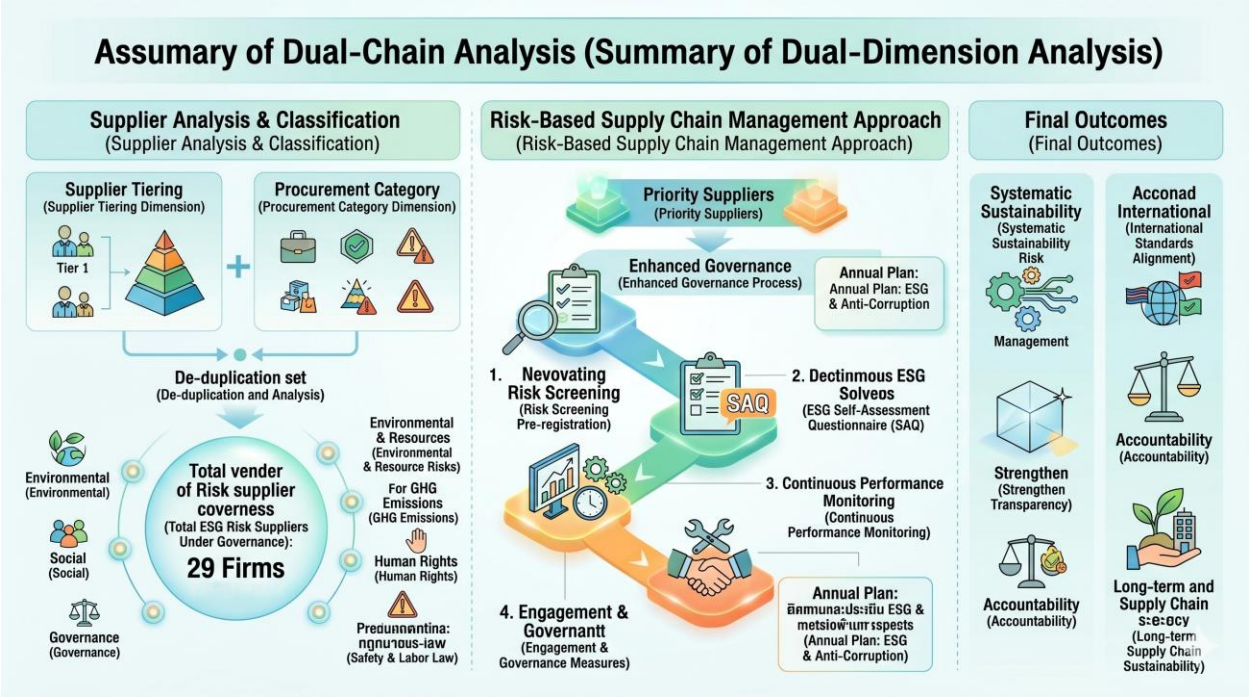 Assumary of Dual-Chain Analysis (Summary of Dual-Dimension Analysis)
Supplier Analysis & Classification
(Supplier Analysis & Classification)
Supplier Tiering
(Supplier Tiering Dimension)
Tier 1
Procurement Category
(Procurement Category Dimension)
De-duplication set
(De-duplication and Analysis)
Environmental
(Environmental)
Social
(Social)
Governance
(Governance)
Total vender
of Risk supplier
coverness
(Total ESG Risk Suppliers
Under Governance):
29 Firms
Environmental
& Resources
(Environmental
& Resource Risks)
For GHG
Emissions
(GHG Emissions)
Human Rights
(Human Rights)
(Safety & Labor Law)
Risk-Based Supply Chain Management Approach
(Risk-Based Supply Chain Management Approach)
Priority Suppliers
(Priority Suppliers)
Enhanced Governance
(Enhanced Governance Process)
Annual Plan:
Annual Plan: ESG
& Anti-Corruption
1. Nevovating
Risk Screening
(Risk Screening
Pre-registration)
SAQ
2. Dectinmous ESG
Solveos
(ESG Self-Assessment
Questionnaire (SAQ)
3. Continuous Performance
Monitoring
(Continuous
Performance Monitoring)
4. Engagement &
Governantt
(Engagement &
Governance Measures)
Annual Plan:
ESG &
(Annual Plan: ESG
& Anti-Corruption)
Final Outcomes
(Final Outcomes)
Systematic
Sustainability
(Systematic
Sustainability
Risk
Management
Strengthen
(Strengthen
Transparency)
Accountability
(Accountability)
Acconad
International
(International
Standards
Alignment)
Accountability
(Accountability)
Long-term and
Supply Chain
(Long-term
Supply Chain
Sustainability)